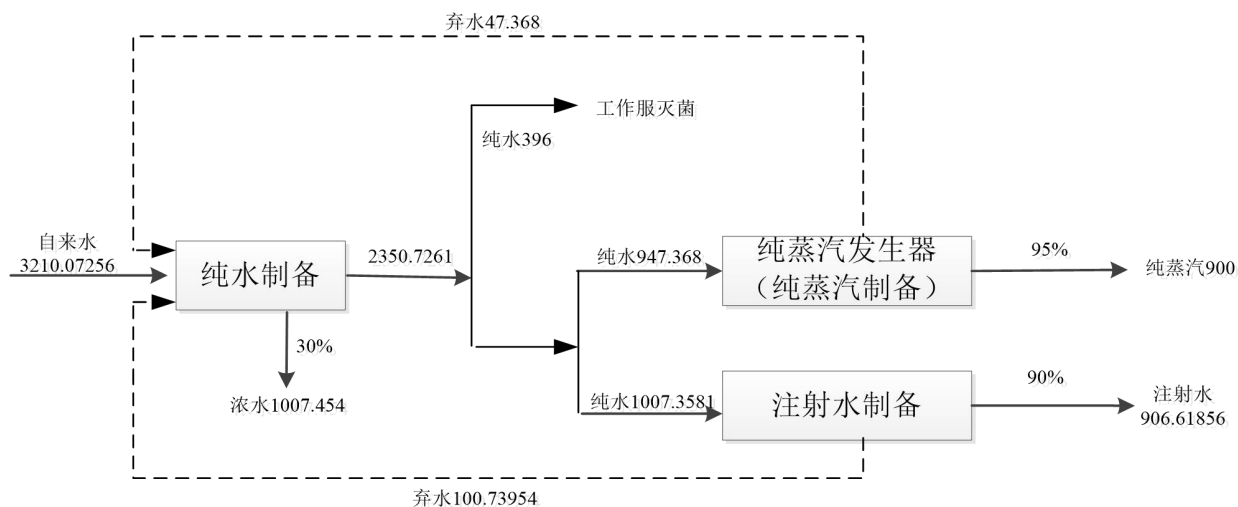 弃水47.368
工作服灭菌
纯水396
自来水
3210.07256
纯水制备
2350.7261
30%
浓水1007.454
纯水947.368
纯蒸汽发生器
（纯蒸汽制备）
95%
纯蒸汽900
纯水1007.3581
注射水制备
90%
注射水
906.61856
弃水100.73954